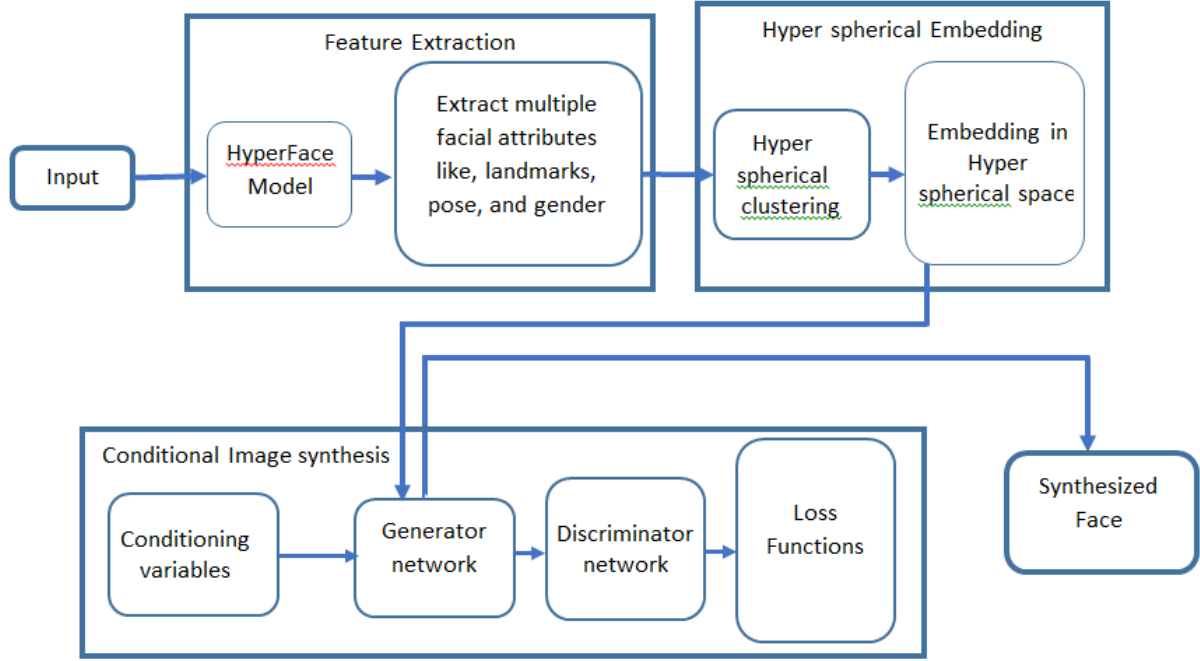 Feature Extraction
Hyper spherical Embedding
Input
HyperFace
Model
Extract multiple
facial attributes
like, landmarks,
pose, and gender
Hyper
spherical
clustering
Embedding in
Hyper
spherical space
Conditional Image synthesis
Conditioning
variables
Generator
network
Discriminator
network
Loss
Functions
Synthesized
Face